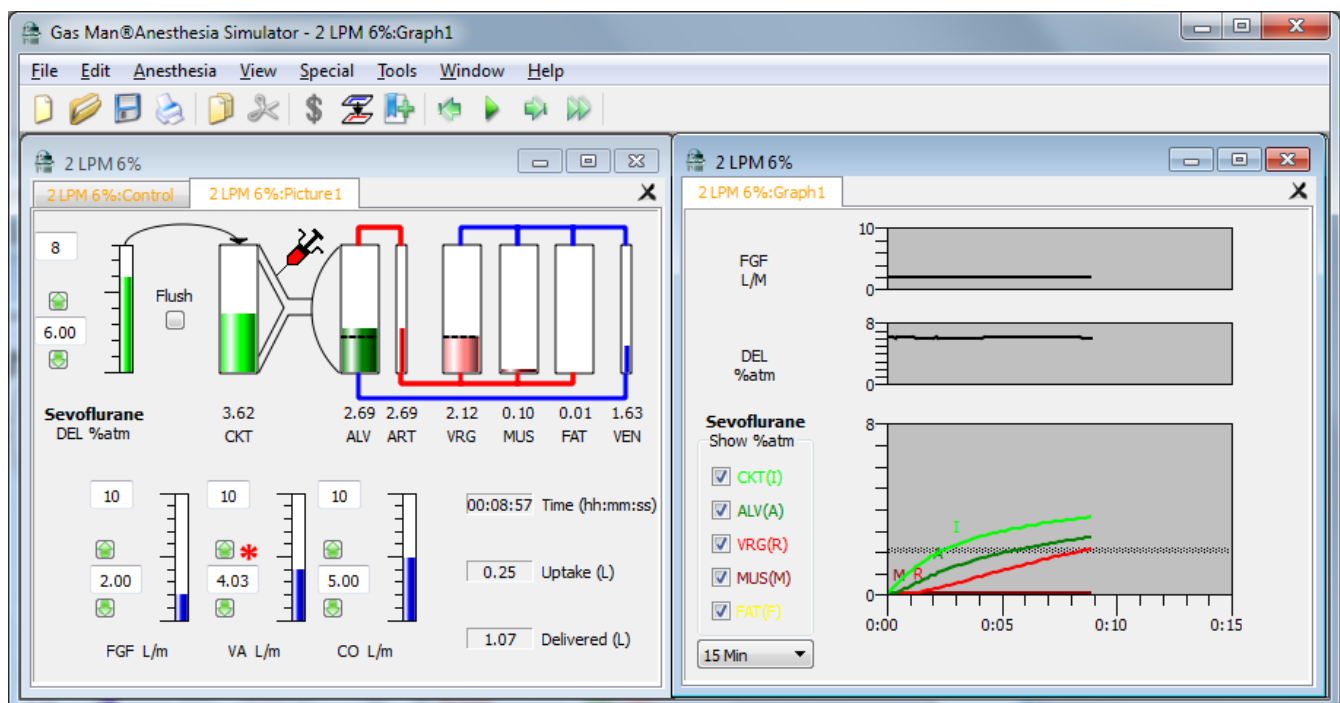 Gas Man®Anesthesia Simulator - 2 LPM 6%:Graph1
File Edit Anesthesia View Special Tools Window Help
2 LPM 6%
2 LPM 6%:Control 2 LPM 6%:Picture1
8
6.00
Flush
Sevoflurane
DEL %atm
3.62 2.69 2.69 2.12 0.10 0.01 1.63
CKT ALV ART VRG MUS FAT VEN
10 10 10
2.00 4.03 5.00
FGF L/m VA L/m CO L/m
00:08:57 Time (hh:mm:ss)
0.25 Uptake (L)
1.07 Delivered (L)
2 LPM 6%
2 LPM 6%:Graph1
FGF
L/M
10
0
DEL
%atm
8
0
Sevoflurane
Show %atm
CKT(I)
ALV(A)
VRG(R)
MUS(M)
FAT(F)
15 Min
8
0
I
A
M R
0:00 0:05 0:10 0:15